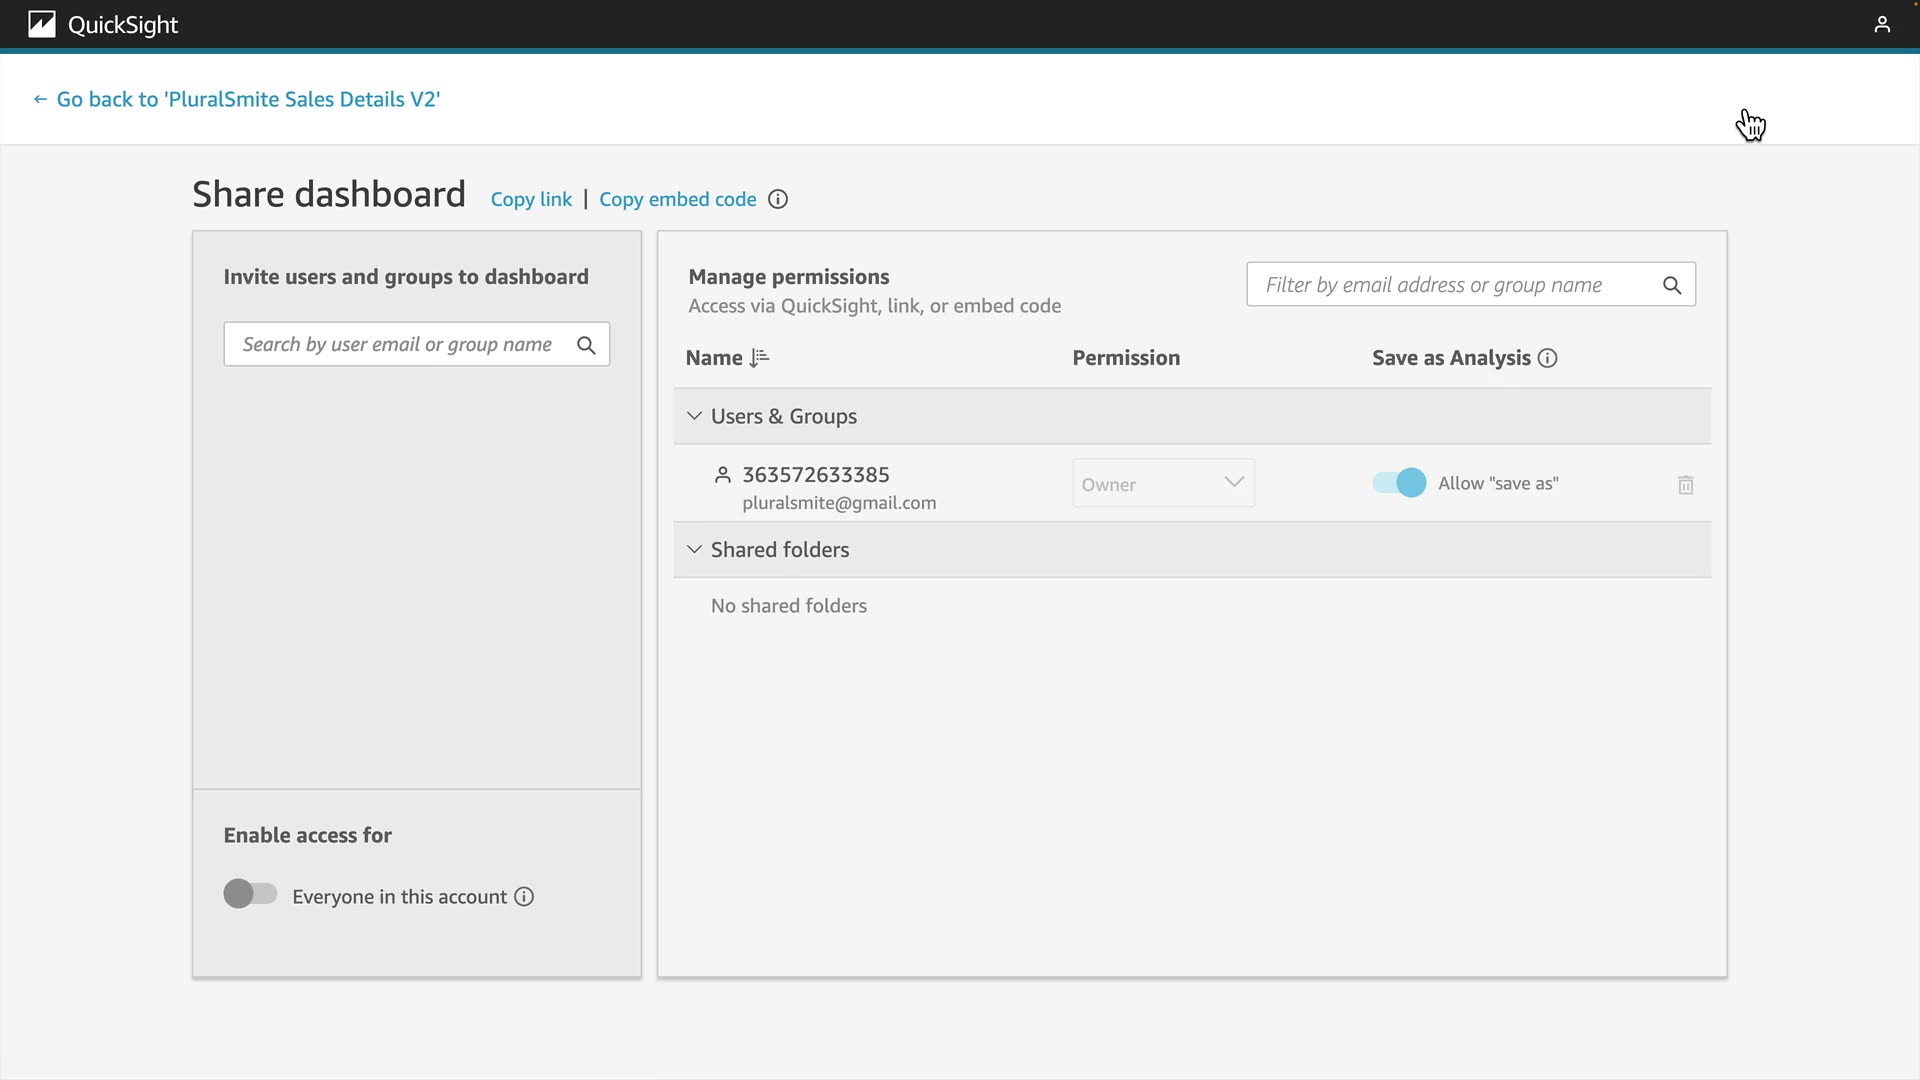 QuickSight
← Go back to 'PluralSmite Sales Details V2'
Share dashboard Copy link | Copy embed code
Invite users and groups to dashboard
Search by user email or group name
Enable access for
Everyone in this account
Manage permissions
Access via QuickSight, link, or embed code
Filter by email address or group name
Name Permission Save as Analysis
Users & Groups
363572633385
pluralsmite@gmail.com
Owner
Allow "save as"
Shared folders
No shared folders